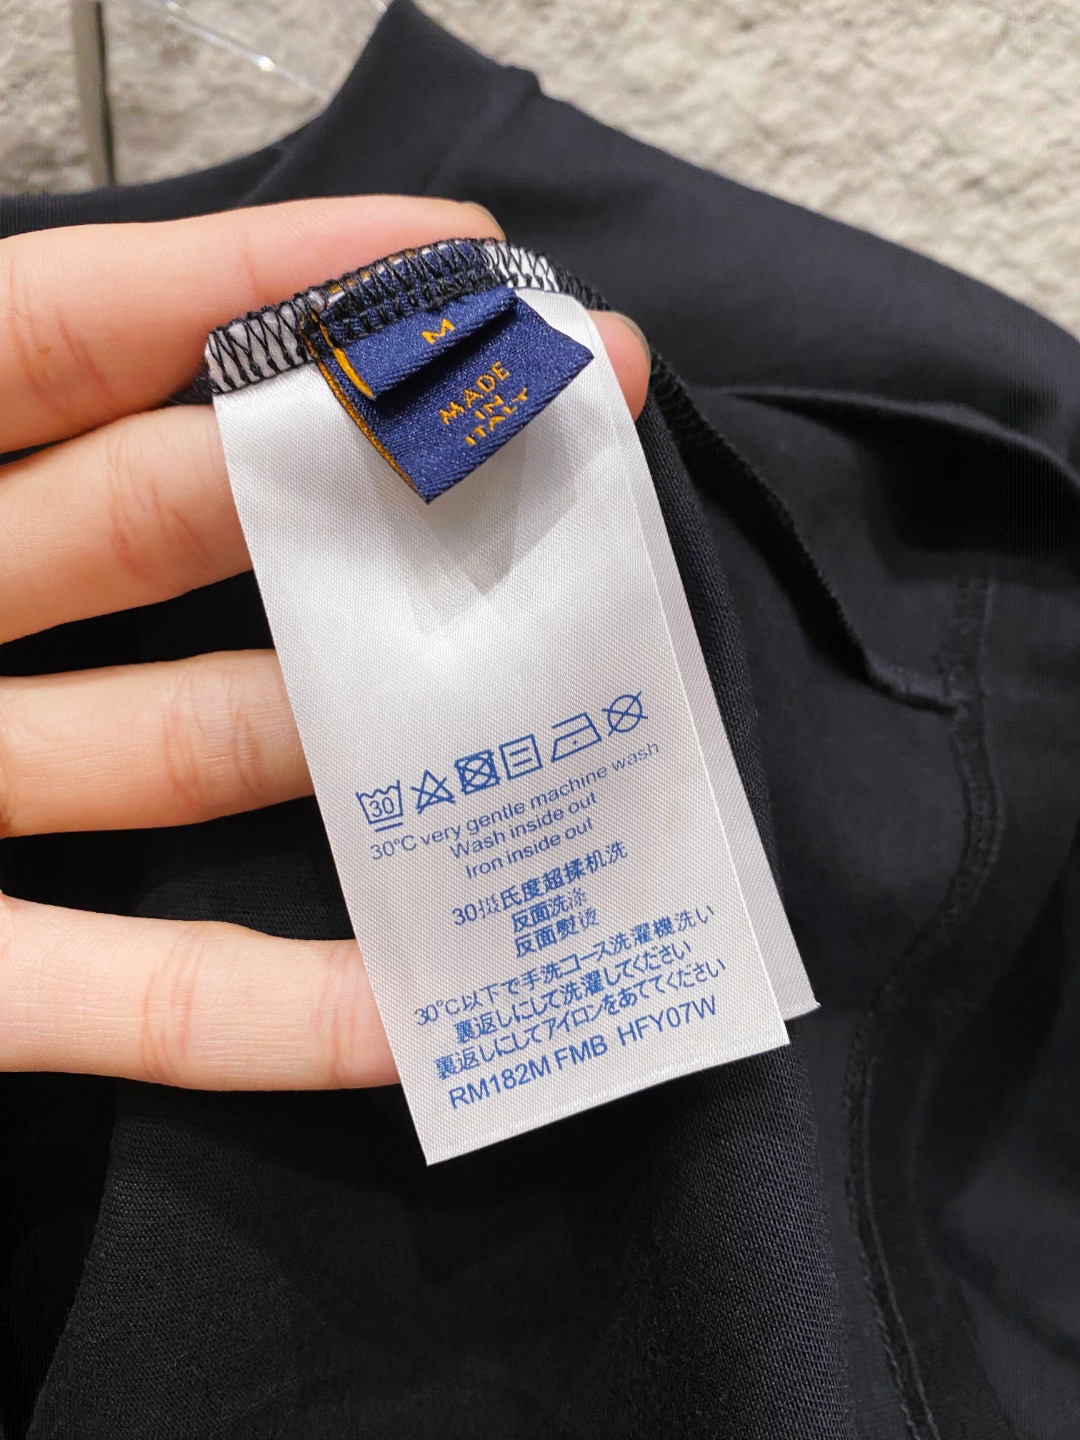 M
MADE
IN
ITALY
30
30°C very gentle machine wash
Wash inside out
Iron inside out
30摄氏度超揉机洗
反面洗涤
反面熨烫
30°C以下で手洗コース洗濯機洗い
裏返しにして洗濯してください
裏返しにしてアイロンをあててください
RM182M FMB HFY07W